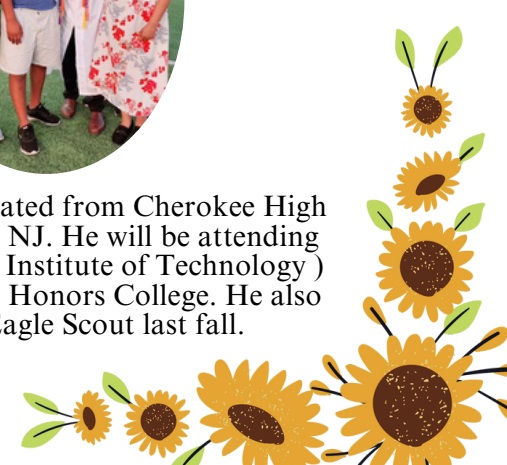 ated from Cherokee High
NJ. He will be attending
Institute of Technology )
Honors College. He also
Eagle Scout last fall.